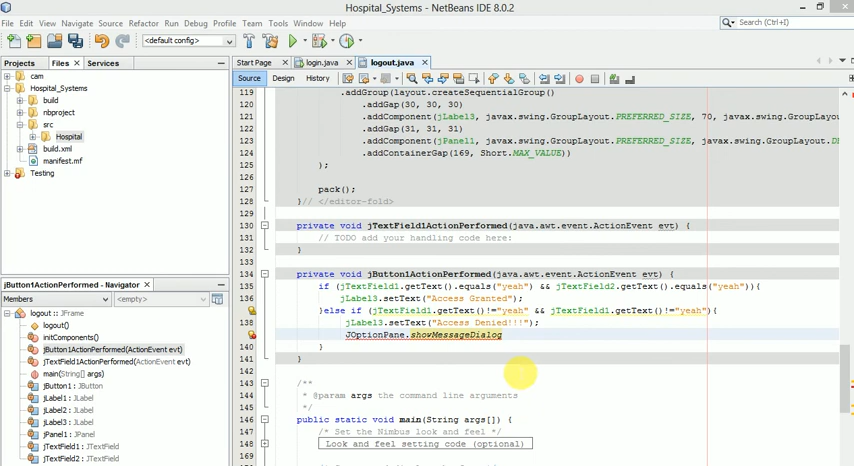 Hospital_Systems - NetBeans IDE 8.0.2
File Edit View Navigate Source Refactor Run Debug Profile Team Tools Window Help
Search (Ctrl+I)
<default config>
Projects Files Services
Start Page login.java logout.java
Source Design History
cam
Hospital_Systems
build
nbproject
src
Hospital
build.xml
manifest.mf
Testing
119 .addGroup(layout.createSequentialGroup()
120 .addGap(30, 30, 30)
121 .addComponent(jLabel3, javax.swing.GroupLayout.PREFERRED_SIZE, 70, javax.swing.GroupLayou
122 .addGap(31, 31, 31)
123 .addComponent(jPanel1, javax.swing.GroupLayout.PREFERRED_SIZE, javax.swing.GroupLayout.DE
124 .addContainerGap(169, Short.MAX_VALUE))
125 );
126
127 pack();
128 }// </editor-fold>
129
130 private void jTextField1ActionPerformed(java.awt.event.ActionEvent evt) {
131 // TODO add your handling code here:
132 }
133
134 private void jButton1ActionPerformed(java.awt.event.ActionEvent evt) {
135 if (jTextField1.getText().equals("yeah") && jTextField2.getText().equals("yeah")){
136 jLabel3.setText("Access Granted");
}else if (jTextField1.getText()!="yeah" && jTextField1.getText()!="yeah"){
138 jLabel3.setText("Access Denied!!!");
JOptionPane.showMessageDialog
140 }
141 }
142
143 /**
144 * @param args the command line arguments
145 */
146 public static void main(String args[]) {
147 /* Set the Nimbus look and feel */
148 Look and feel setting code (optional)
169
jButton1ActionPerformed - Navigator
Members <empty>
logout :: JFrame
logout()
initComponents()
jButton1ActionPerformed(ActionEvent evt)
jTextField1ActionPerformed(ActionEvent evt)
main(String[] args)
jButton1 : JButton
jLabel1 : JLabel
jLabel2 : JLabel
jLabel3 : JLabel
jPanel1 : JPanel
jTextField1 : JTextField
jTextField2 : JTextField